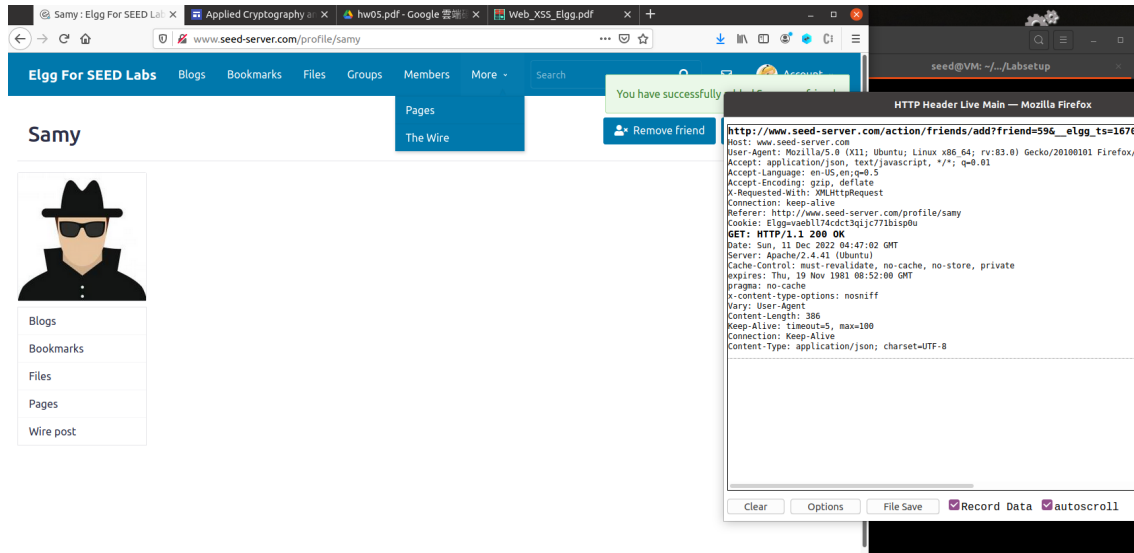 Samy : Elgg For SEED Lab
Applied Cryptography an
hw05.pdf - Google 雲端
Web_XSS_Elgg.pdf
www.seed-server.com/profile/samy
Elgg For SEED Labs
Blogs
Bookmarks
Files
Groups
Members
More
Search
Account
Pages
The Wire
You have successfully
Samy
Remove friend
Blogs
Bookmarks
Files
Pages
Wire post
seed@VM: ~/.../Labsetup
HTTP Header Live Main — Mozilla Firefox
http://www.seed-server.com/action/friends/add?friend=59&__elgg_ts=1670
Host: www.seed-server.com
User-Agent: Mozilla/5.0 (X11; Ubuntu; Linux x86_64; rv:83.0) Gecko/20100101 Firefox/
Accept: application/json, text/javascript, */*; q=0.01
Accept-Language: en-US,en;q=0.5
Accept-Encoding: gzip, deflate
X-Requested-With: XMLHttpRequest
Connection: keep-alive
Referer: http://www.seed-server.com/profile/samy
Cookie: Elgg=vaebll74cdct3qijc771bisp0u
GET: HTTP/1.1 200 OK
Date: Sun, 11 Dec 2022 04:47:02 GMT
Server: Apache/2.4.41 (Ubuntu)
Cache-Control: must-revalidate, no-cache, no-store, private
expires: Thu, 19 Nov 1981 08:52:00 GMT
pragma: no-cache
x-content-type-options: nosniff
Vary: User-Agent
Content-Length: 386
Keep-Alive: timeout=5, max=100
Connection: Keep-Alive
Content-Type: application/json; charset=UTF-8
Clear
Options
File Save
Record Data
autoscroll